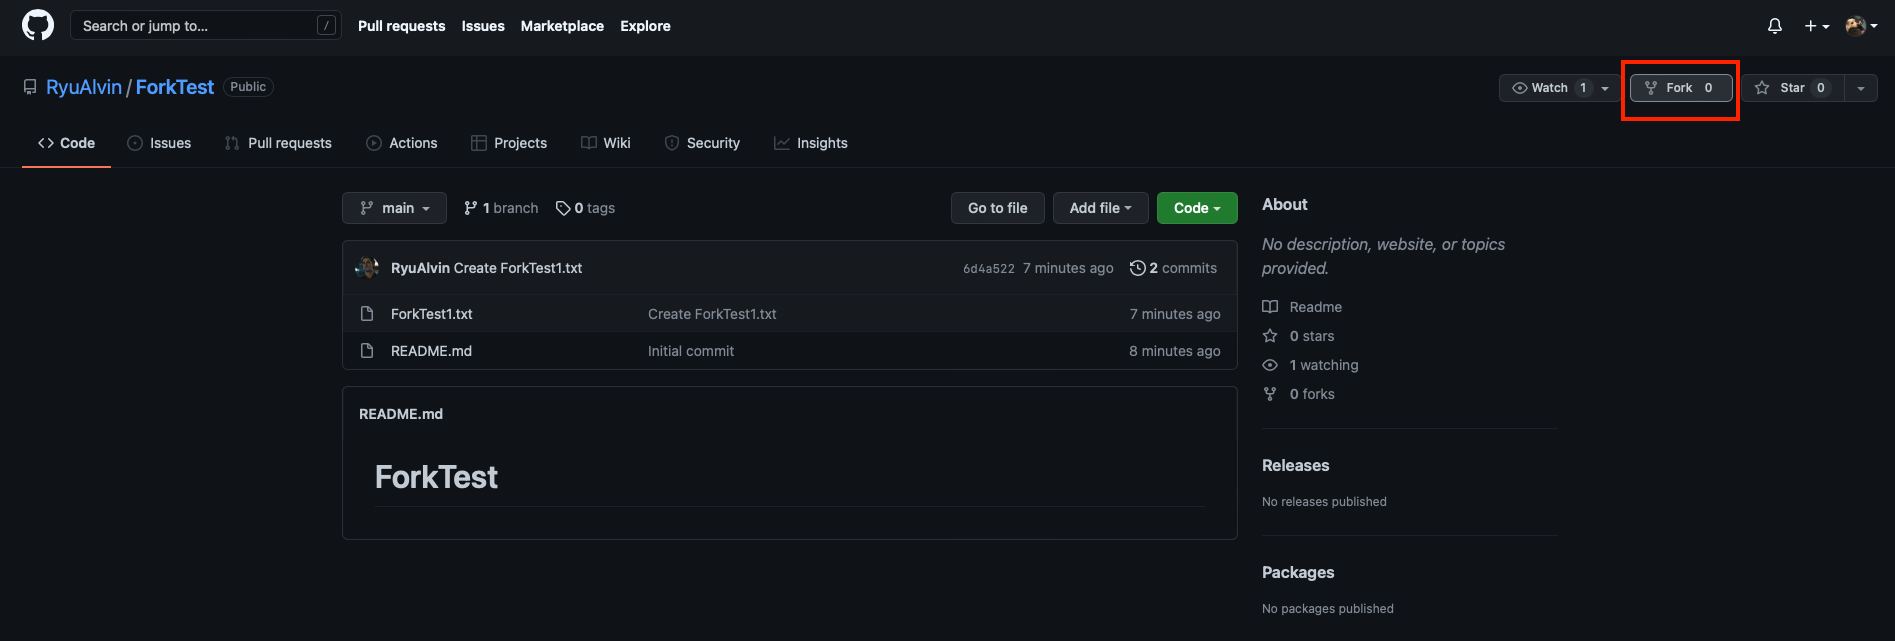 Search or jump to... / Pull requests Issues Marketplace Explore
RyuAlvin / ForkTest Public Watch 1 Fork 0 Star 0
Code Issues Pull requests Actions Projects Wiki Security Insights
main 1 branch 0 tags Go to file Add file Code
RyuAlvin Create ForkTest1.txt 6d4a522 7 minutes ago 2 commits
ForkTest1.txt Create ForkTest1.txt 7 minutes ago
README.md Initial commit 8 minutes ago
README.md
ForkTest
About
No description, website, or topics
provided.
Readme
0 stars
1 watching
0 forks
Releases
No releases published
Packages
No packages published